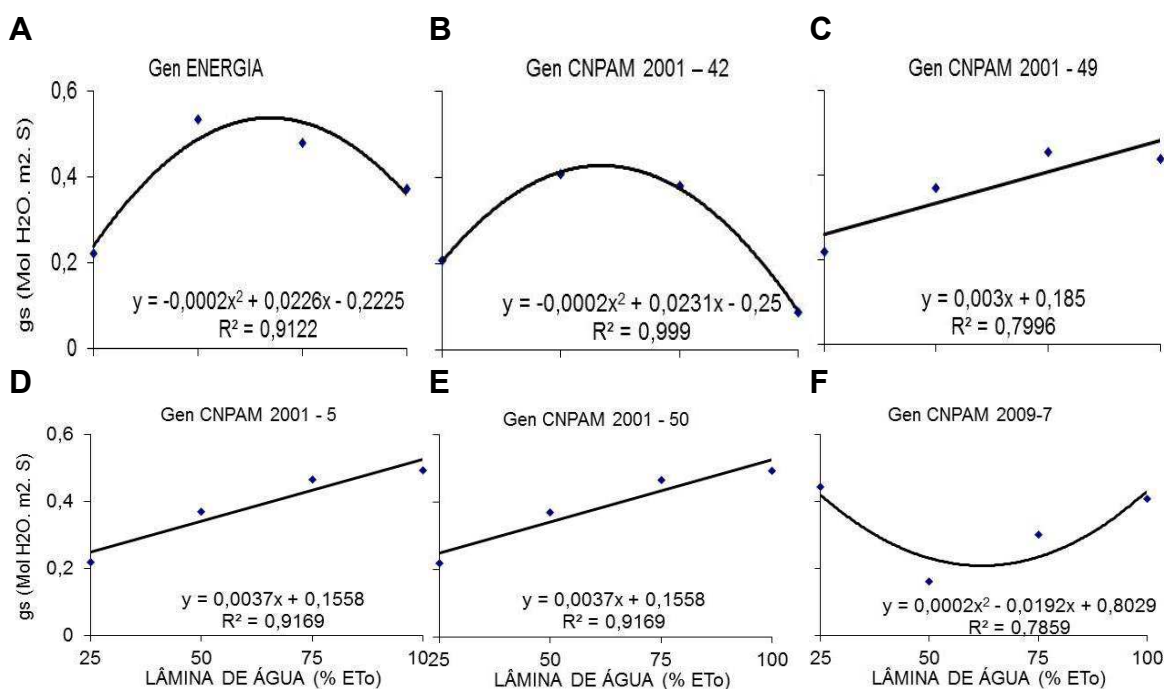 A
B
C
Gen ENERGIA
Gen CNPAM 2001 – 42
Gen CNPAM 2001 - 49
gs (Mol H2O. m2. S)
0,6
0,4
0,2
0
y = -0,0002x² + 0,0226x - 0,2225
R² = 0,9122
y = -0,0002x² + 0,0231x - 0,25
R² = 0,999
y = 0,003x + 0,185
R² = 0,7996
D
E
F
Gen CNPAM 2001 - 5
Gen CNPAM 2001 - 50
Gen CNPAM 2009-7
gs (Mol H2O. m2. S)
0,6
0,4
0,2
0
y = 0,0037x + 0,1558
R² = 0,9169
y = 0,0037x + 0,1558
R² = 0,9169
y = 0,0002x² - 0,0192x + 0,8029
R² = 0,7859
25 50 75 10 25 50 75 100 25 50 75 100
LÂMINA DE ÁGUA (% ETo) LÂMINA DE ÁGUA (% ETo) LÂMINA DE ÁGUA (% ETo)